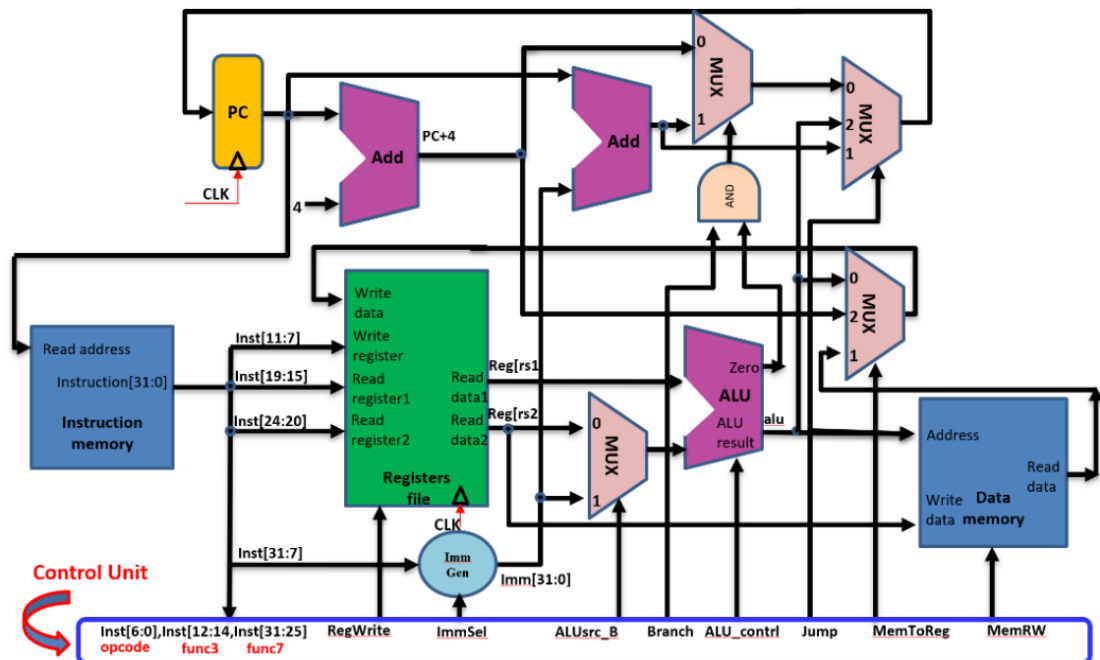 0
MUX
1
PC
CLK
Add
4
PC+4
Add
0
MUX
2
1
AND
Write
data
Write
register
Read
register1
Read
register2
Read
data1
Read
data2
Registers
file
CLK
Read address
Instruction[31:0]
Instruction
memory
Inst[11:7]
Inst[19:15]
Inst[24:20]
Inst[31:7]
Reg[rs1
Reg[rs2
0
MUX
1
Zero
ALU
ALU
result
alu
0
MUX
2
1
Address
Read
data
Write
data
Data
memory
Imm
Gen
Imm[31:0]
Control Unit
Inst[6:0],Inst[12:14,Inst[31:25]
opcode func3 func7
RegWrite ImmSel ALUsrc_B Branch ALU_contrl Jump MemToReg MemRW